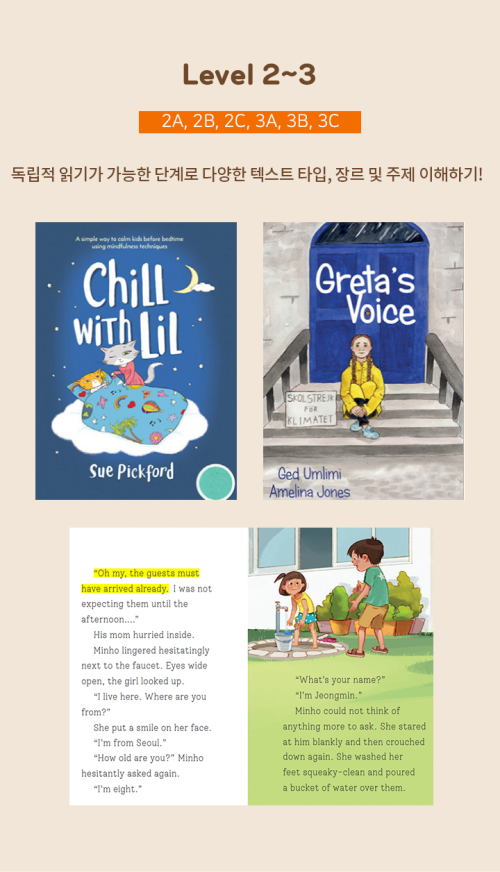 Level 2~3
2A, 2B, 2C, 3A, 3B, 3C
독립적 읽기가 가능한 단계로 다양한 텍스트 타입, 장르 및 주제 이해하기!
A simple way to calm kids before bedtime
using mindfulness techniques
Chill
with Lil
Sue Pickford
Greta's
Voice
SKOLSTREJK
FÖR
KLIMATET
Ged Umlimi
Amelina Jones
“Oh my, the guests must
have arrived already. I was not
expecting them until the
afternoon....”
His mom hurried inside.
Minho lingered hesitatingly
next to the faucet. Eyes wide
open, the girl looked up.
“I live here. Where are you
from?”
She put a smile on her face.
“I'm from Seoul.”
“How old are you?” Minho
hesitantly asked again.
“I'm eight.”
“What's your name?”
“I'm Jeongmin.”
Minho could not think of
anything more to ask. She stared
at him blankly and then crouched
down again. She washed her
feet squeaky-clean and poured
a bucket of water over them.